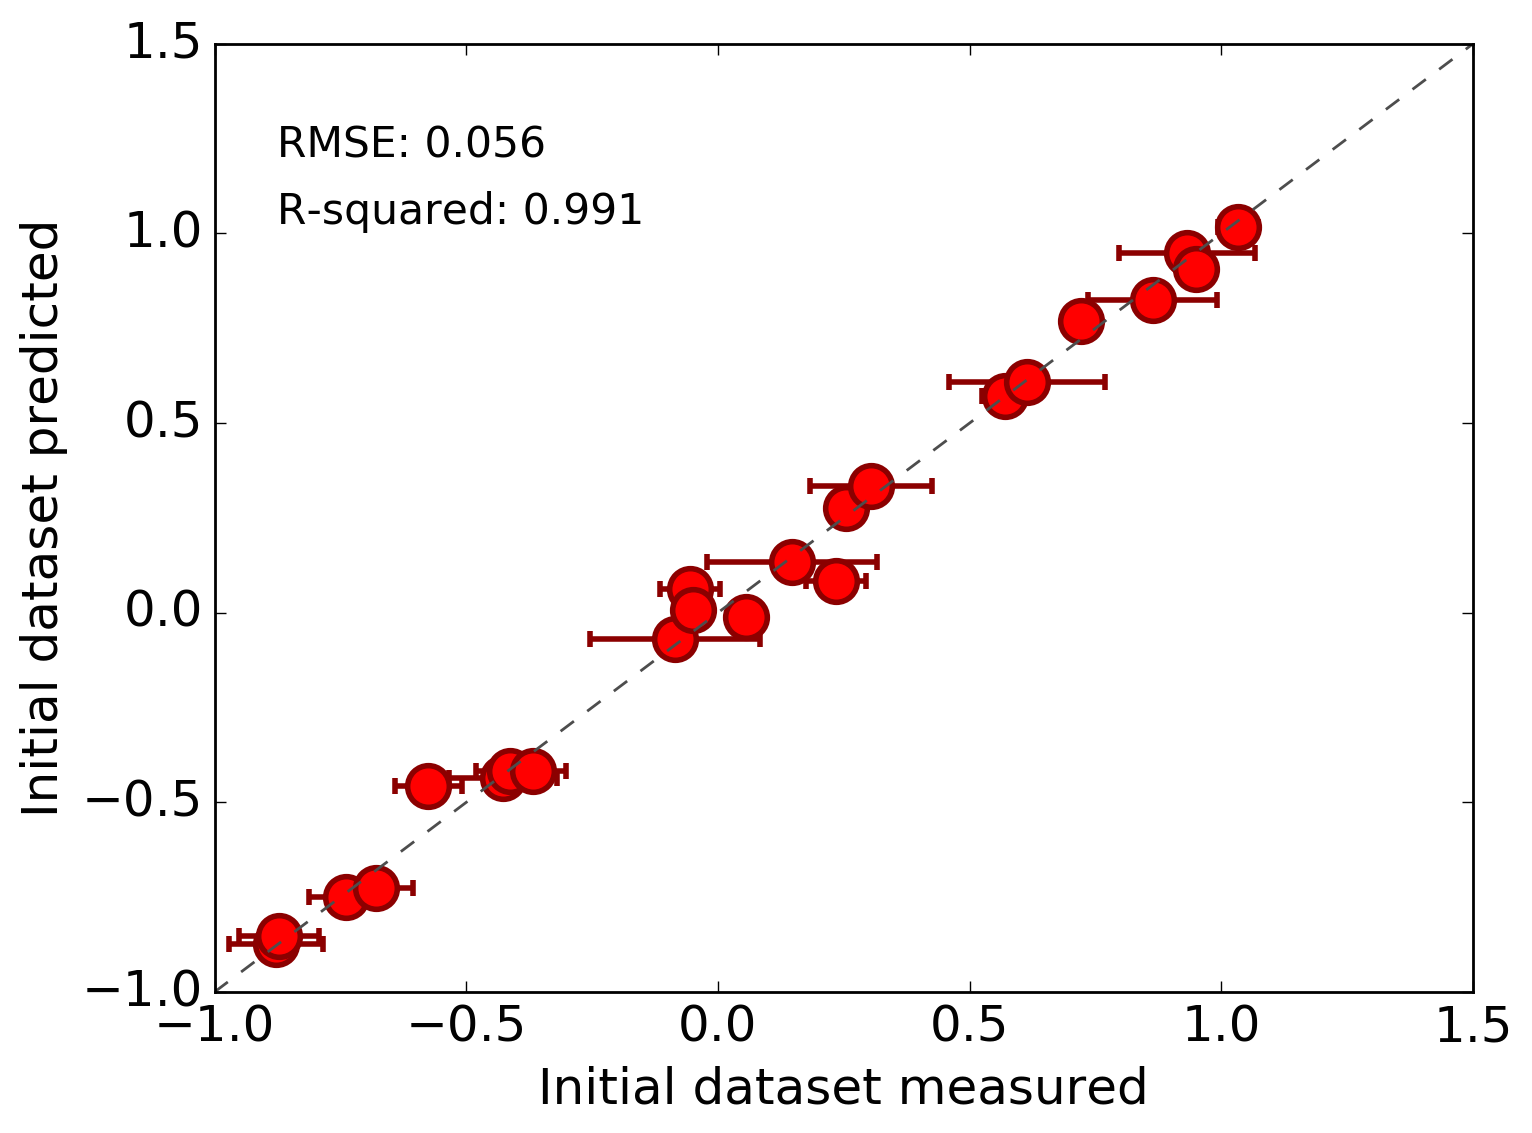 1.5
RMSE: 0.056
R-squared: 0.991
1.0
0.5
0.0
−0.5
−1.0
Initial dataset predicted
−1.0 −0.5 0.0 0.5 1.0 1.5
Initial dataset measured